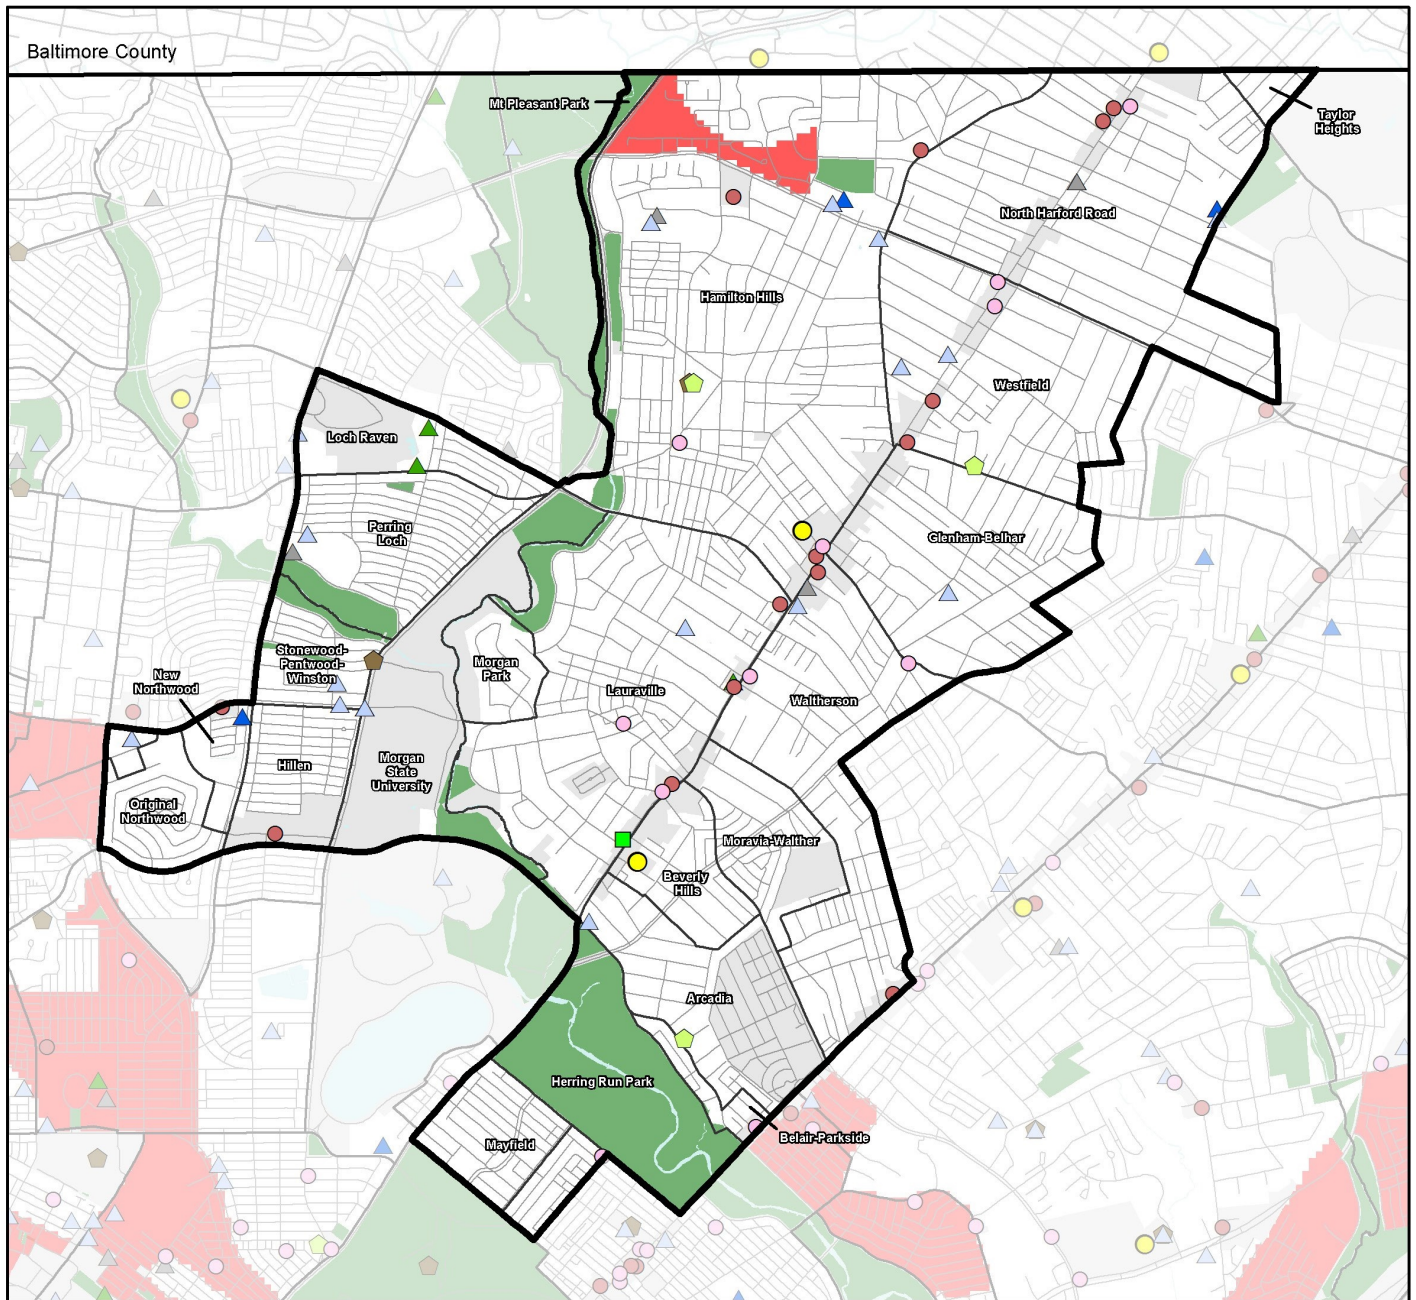 Baltimore County
Mt Pleasant Park
Taylor
Heights
North Harford Road
Hamilton Hills
Westfield
Loch Raven
Perring
Loch
Glenham-Belhar
Stonewood-
Pentwood-
Winston
New
Northwood
Morgan
Park
Lauraville
Waltherson
Hillen
Morgan
State
University
Original
Northwood
Moravia-Walther
Beverly
Hills
Arcadia
Herring Run Park
Mayfield
Belair-Parkside